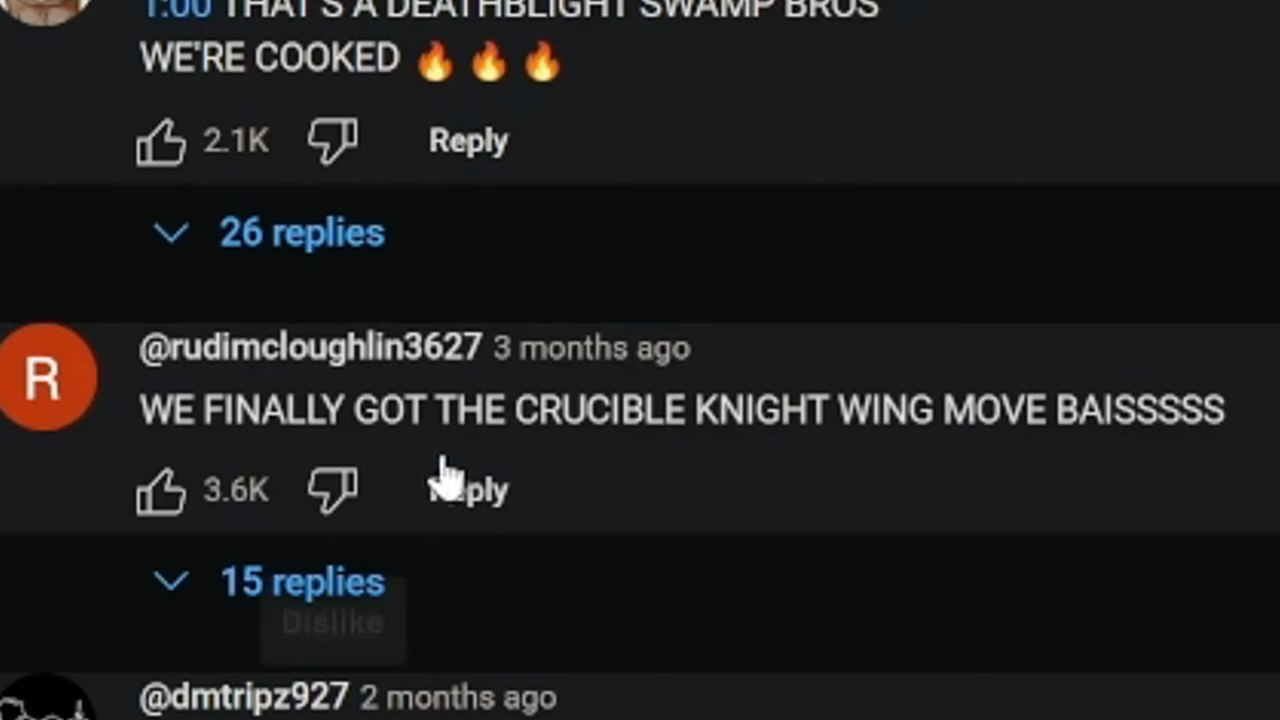 1:00 THAT'S A DEATHBLIGHT SWAMP BROS
WE'RE COOKED 🔥 🔥 🔥
2.1K Reply
26 replies
R
@rudimcloughlin3627 3 months ago
WE FINALLY GOT THE CRUCIBLE KNIGHT WING MOVE BAISSSSS
3.6K Reply
15 replies
Dislike
@dmtripz927 2 months ago